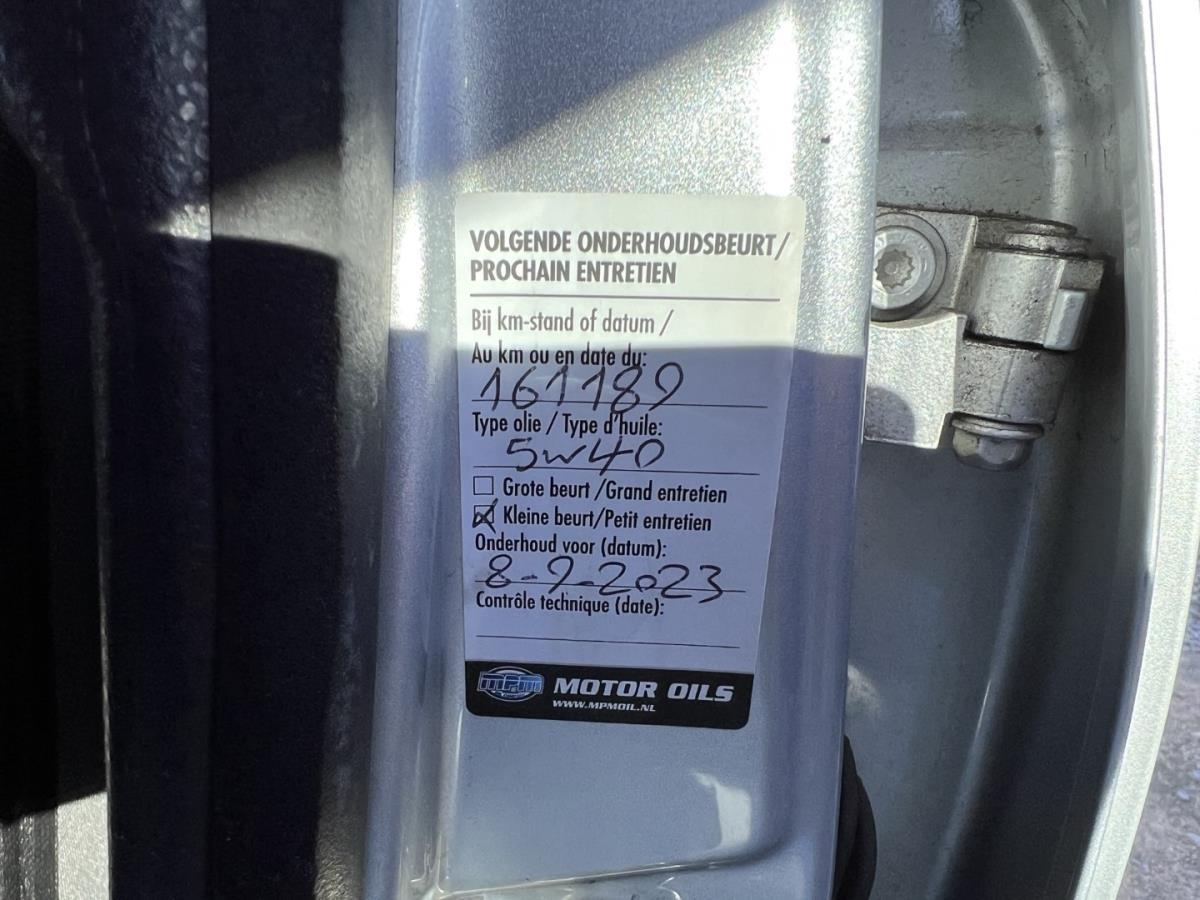 VOLGENDE ONDERHOUDSBEURT/
PROCHAIN ENTRETIEN
Bij km-stand of datum /
Au km ou en date du:
161189
Type olie / Type d'huile:
5w40
Grote beurt /Grand entretien
Kleine beurt/Petit entretien
Onderhoud voor (datum):
8-9-2023
Contrôle technique (date):
MPM MOTOR OILS
WWW.MPMOIL.NL